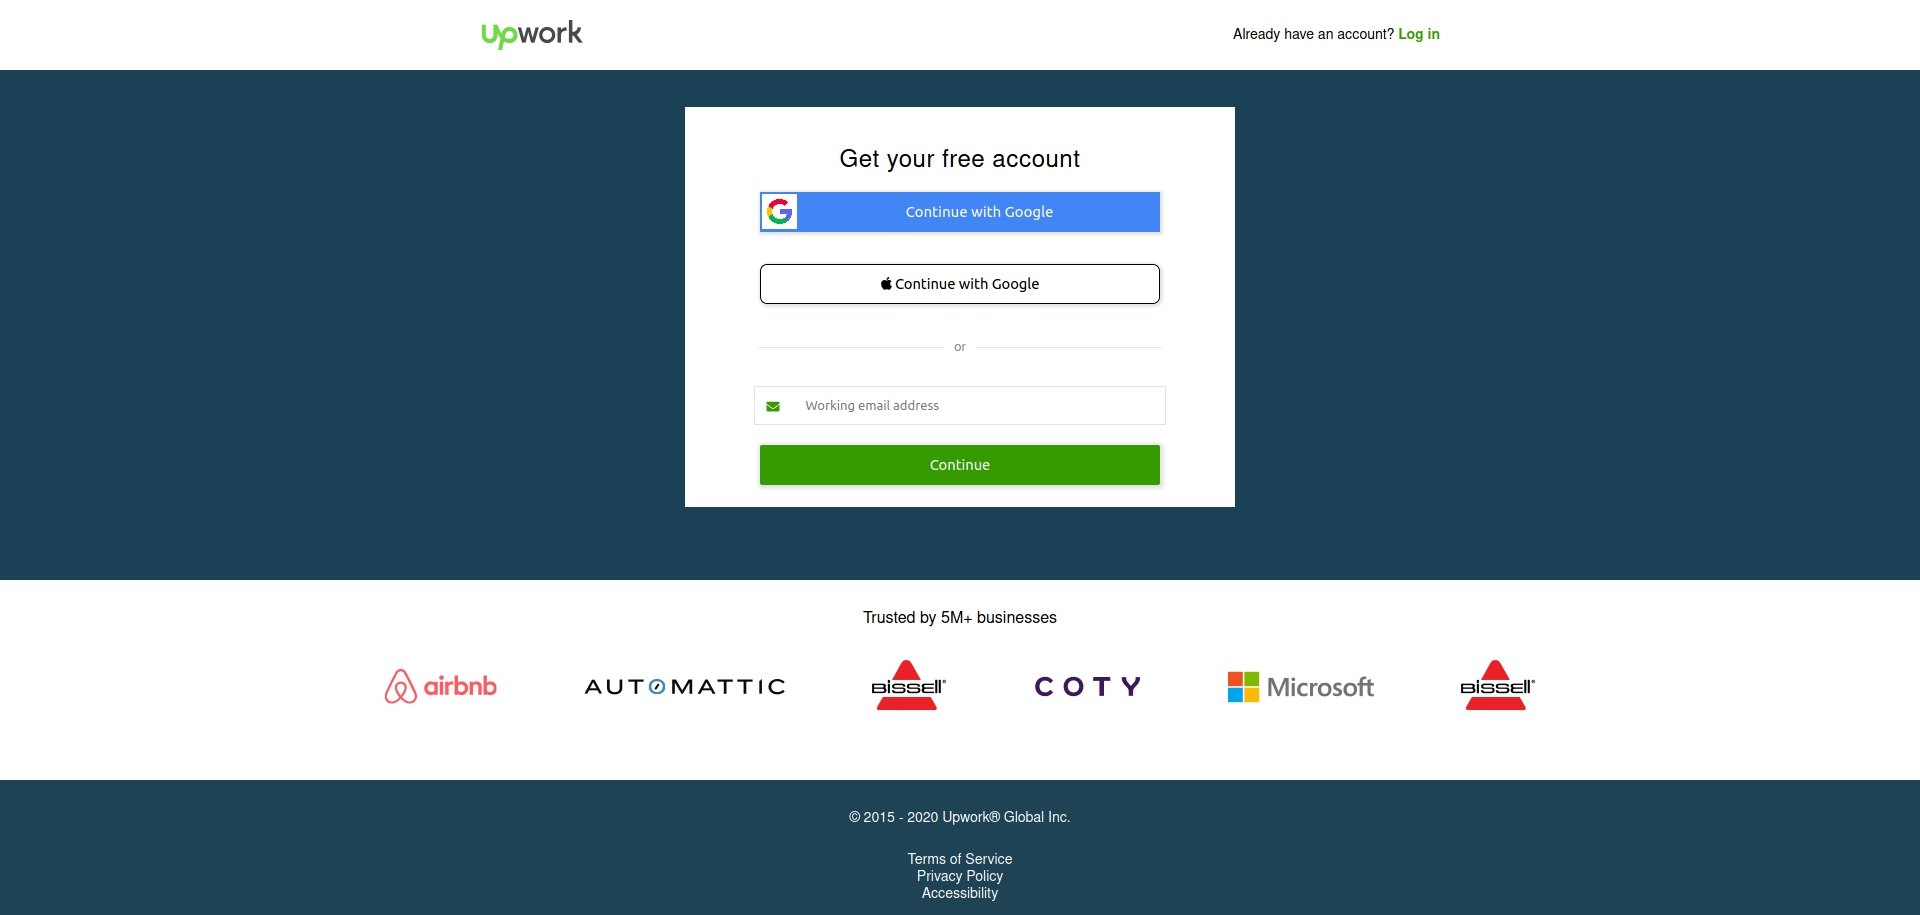 upwork
Already have an account? Log in
Get your free account
Continue with Google
Continue with Google
or
Working email address
Continue
Trusted by 5M+ businesses
airbnb
AUTOMATTIC
BISSELL®
COTY
Microsoft
BISSELL®
© 2015 - 2020 Upwork® Global Inc.
Terms of Service
Privacy Policy
Accessibility